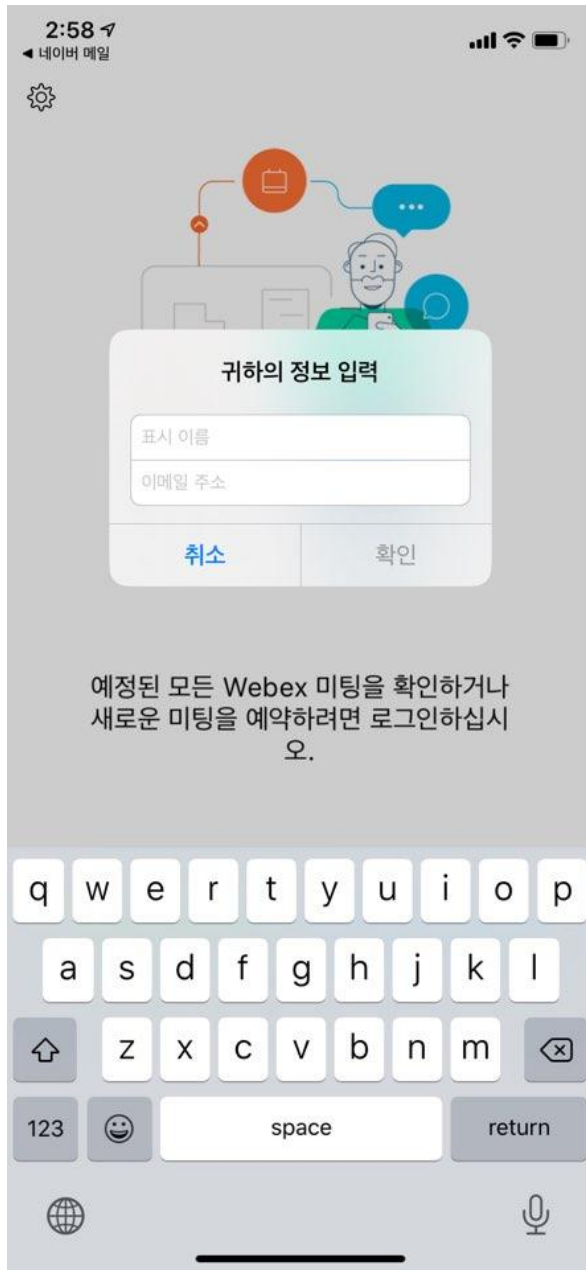 2:58
◀ 네이버 메일
귀하의 정보 입력
표시 이름
이메일 주소
취소 확인
예정된 모든 Webex 미팅을 확인하거나
새로운 미팅을 예약하려면 로그인하십시
오.
q w e r t y u i o p
a s d f g h j k l
z x c v b n m
123 space return